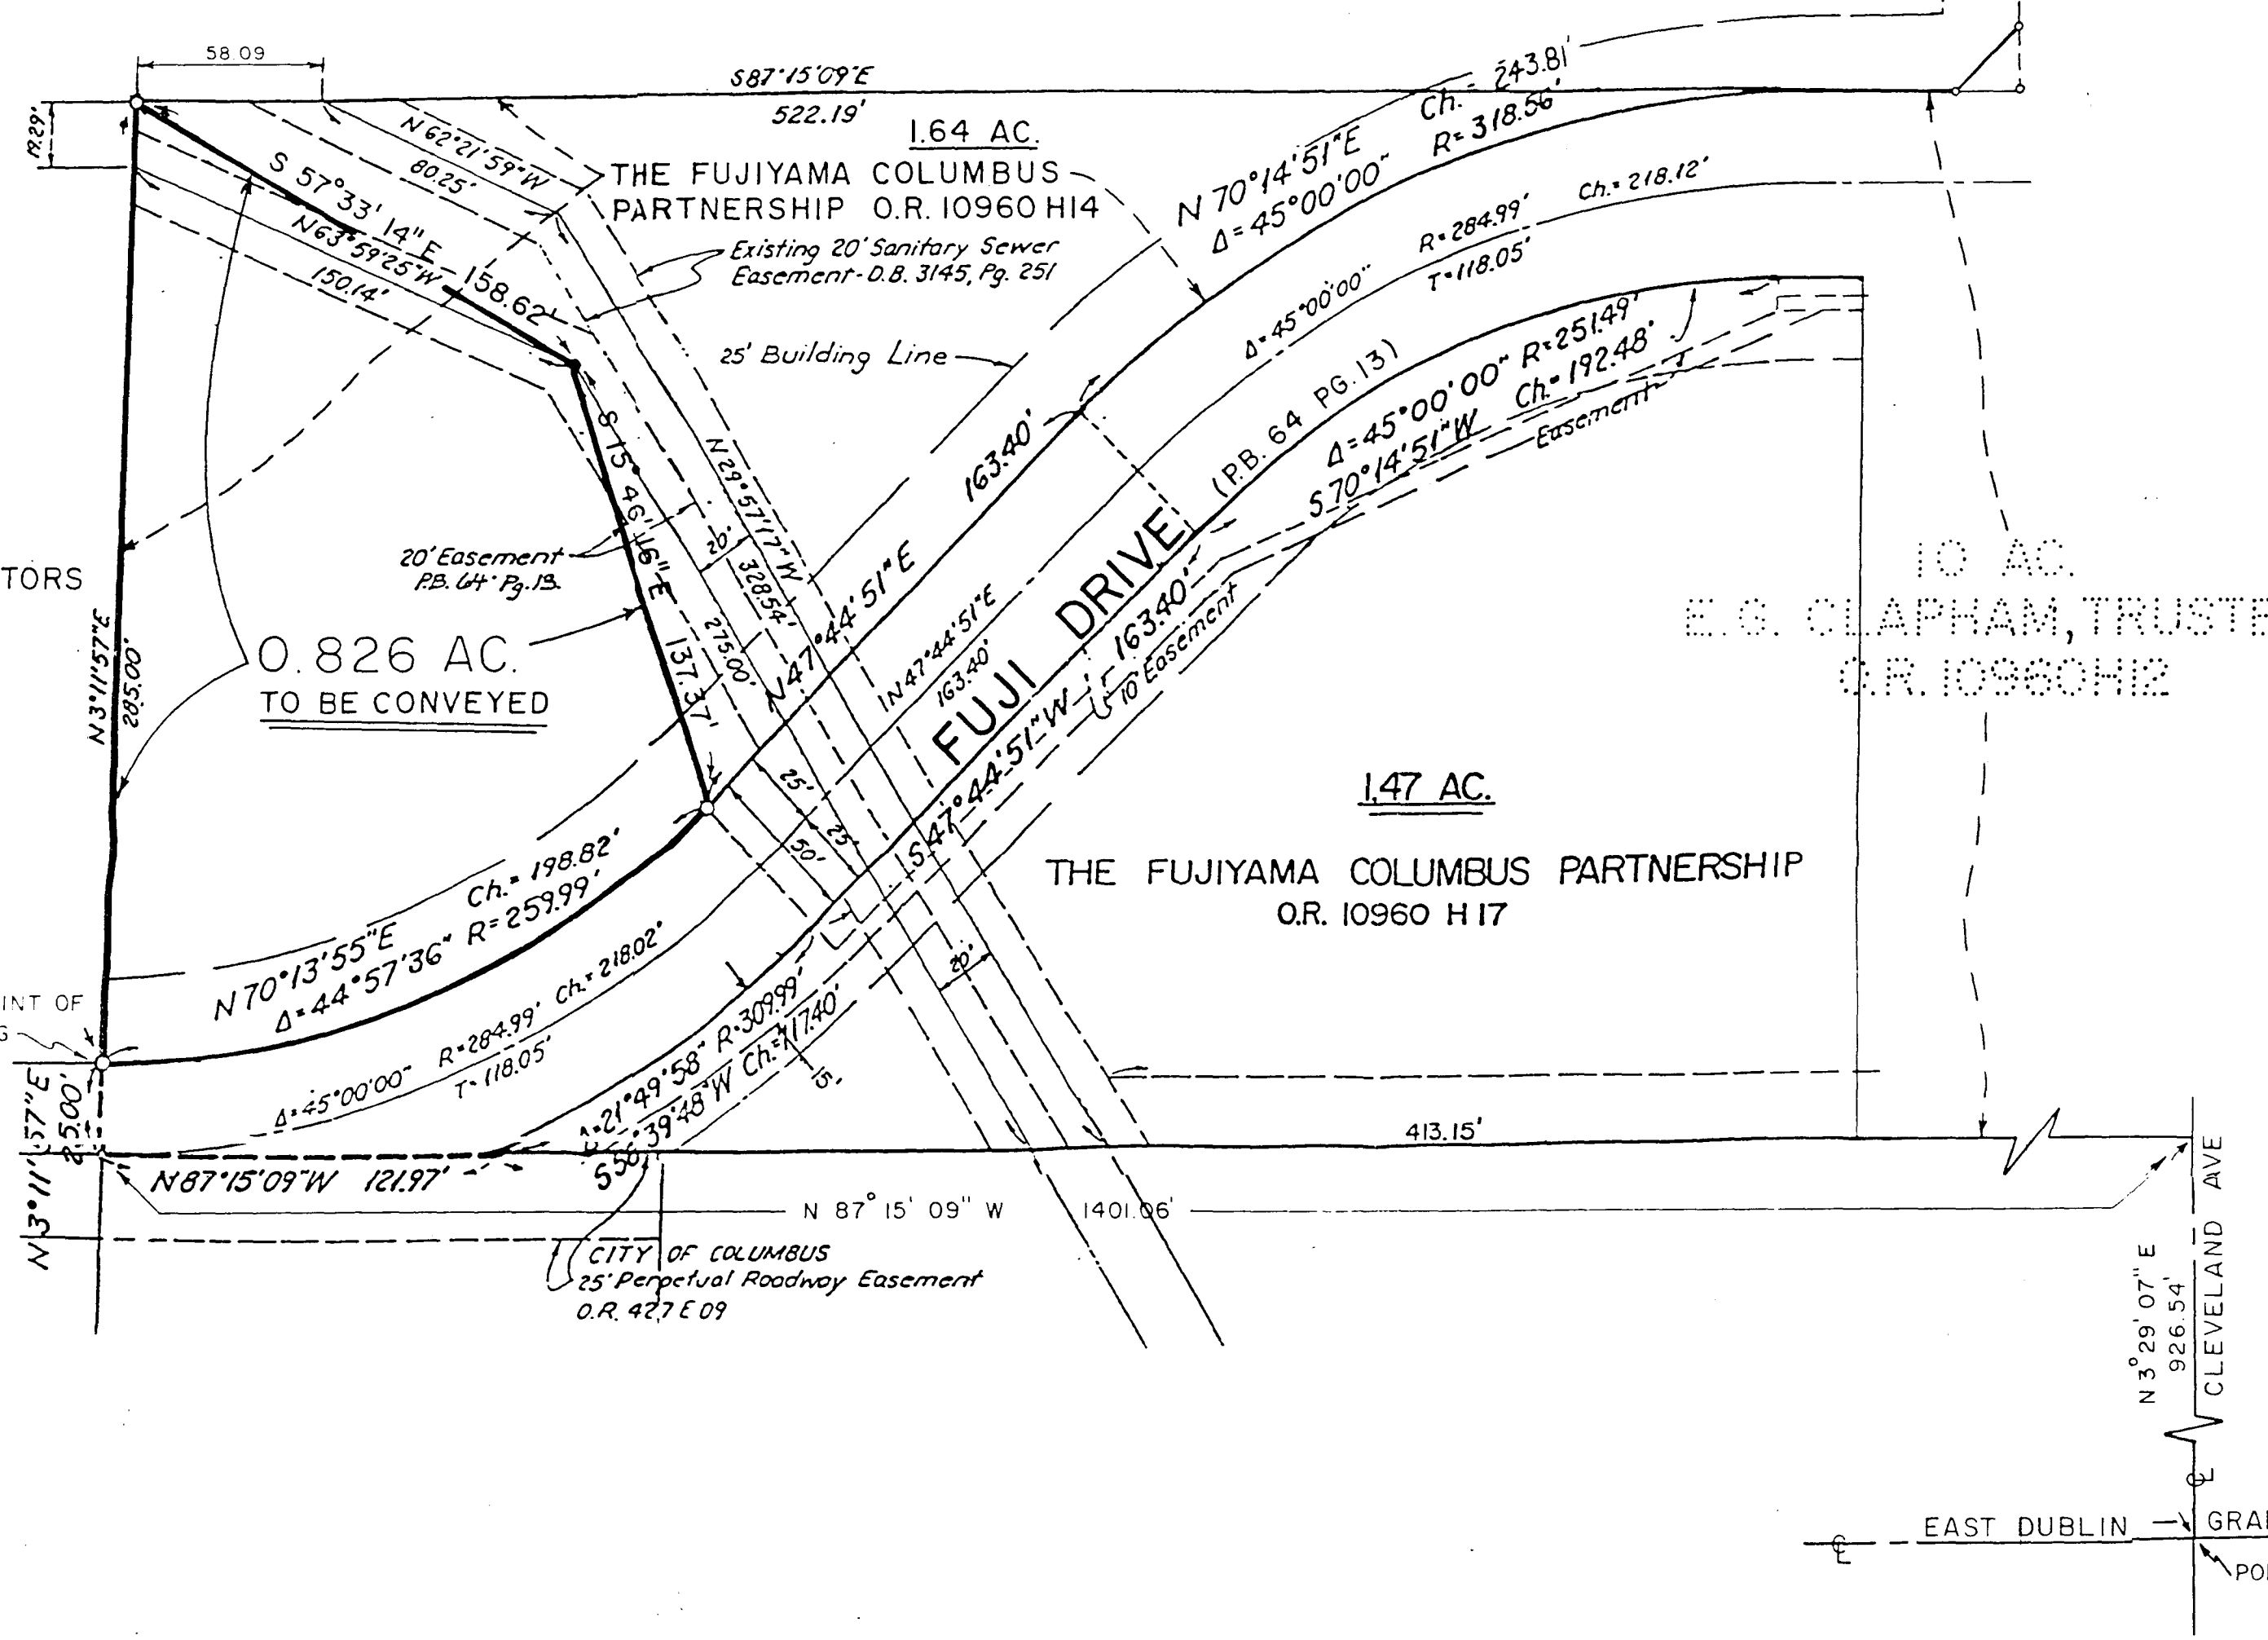 58.09
S87°15'09"E
522.19'
19.29'
1.64 AC.
THE FUJIYAMA COLUMBUS
PARTNERSHIP O.R. 10960 H14
N62°21'59"W
80.25'
S 57°33'14"E 158.62'
N63°59'25"W
150.14'
Existing 20' Sanitary Sewer
Easement - D.B. 3145, Pg. 251
25' Building Line
N 70°14'51"E Ch. = 243.81'
Δ=45°00'00" R=318.56'
R=284.99' Ch.=218.12'
Δ=45°00'00" T=118.05'
Δ=45°00'00" R=251.49'
S70°14'51"W Ch.=192.48'
Easement
(P.B. 64 PG. 13)
163.40'
N 47°44'51"E
S 15°46'16"E 137.37'
N29°57'17"W
328.54'
20'
275.00'
20' Easement
P.B. 64 Pg. 13
TORS
N3°11'57"E
285.00'
0.826 AC.
TO BE CONVEYED
N47°44'51"E
163.40'
FUJI DRIVE
S47°44'51"W 163.40'
10' Easement
10 AC.
E.G. CLAPHAM, TRUSTE
O.R. 10960H12
1.47 AC.
THE FUJIYAMA COLUMBUS PARTNERSHIP
O.R. 10960 H 17
25'
25'
50'
20'
Ch. = 198.82'
N 70°13'55"E R=259.99'
Δ=44°57'36"
INT OF
G
Δ=45°00'00" R=284.99' Ch.=218.02'
T=118.05'
Δ=21°49'58" R=309.99'
S58°39'48"W Ch.=117.40'
15'
N3°11'57"E
25.00'
N87°15'09"W 121.97'
413.15'
N 87° 15' 09" W 1401.06'
CITY OF COLUMBUS
25' Perpetual Roadway Easement
O.R. 427 E 09
N 3° 29' 07" E
926.54'
CLEVELAND AVE
EAST DUBLIN GRA
POI